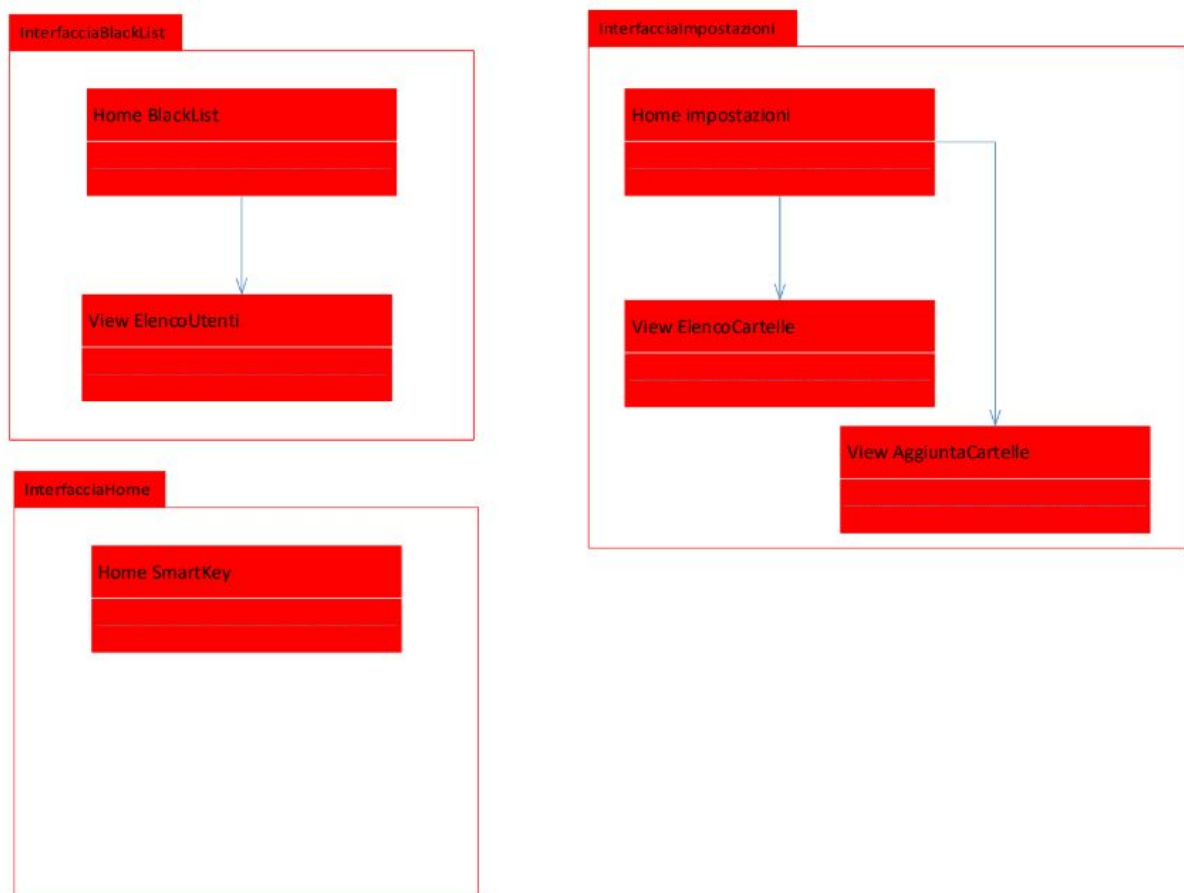 InterfacciaBlackList
Home BlackList
View ElencoUtenti
InterfacciaImpostazioni
Home impostazioni
View ElencoCartelle
View AggiuntaCartelle
InterfacciaHome
Home SmartKey